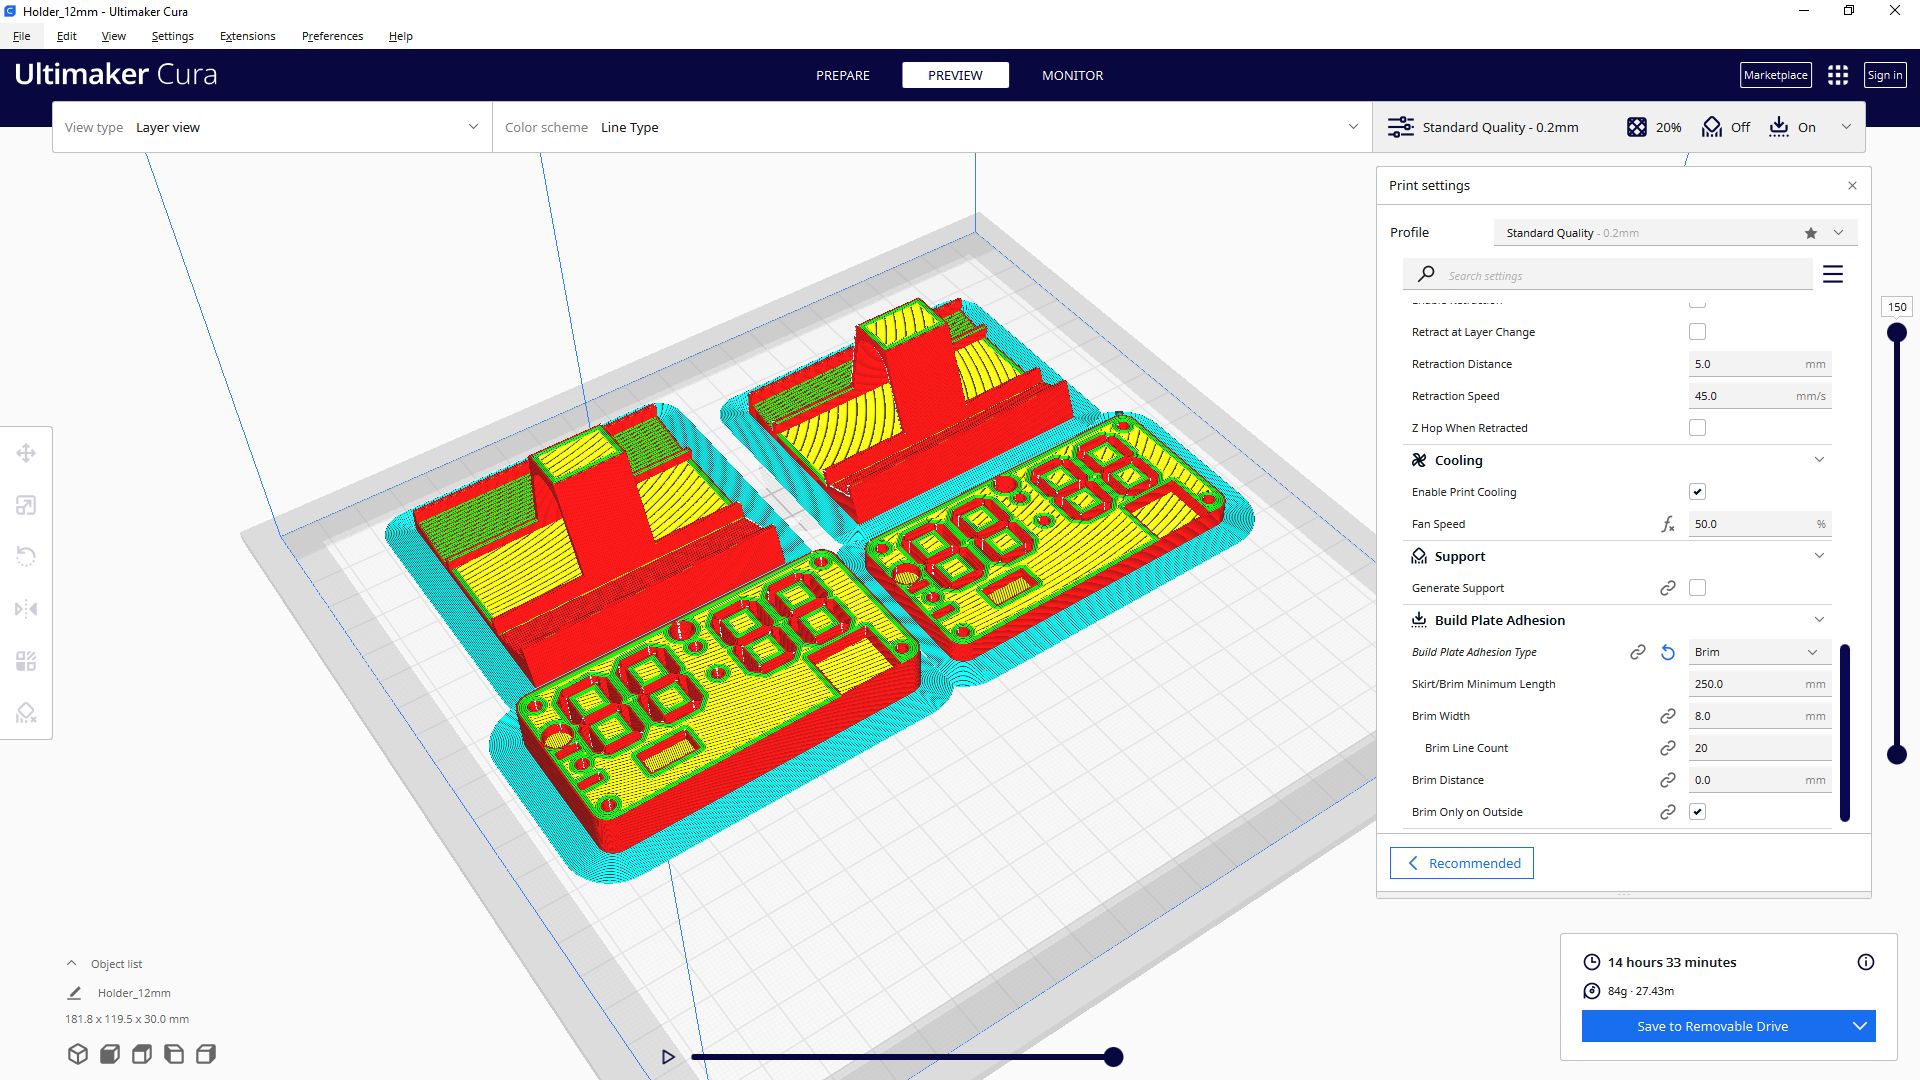 Holder_12mm - Ultimaker Cura
File Edit View Settings Extensions Preferences Help
Ultimaker Cura
PREPARE PREVIEW MONITOR
Marketplace Sign in
View type Layer view
Color scheme Line Type
Standard Quality - 0.2mm 20% Off On
Print settings
Profile Standard Quality - 0.2mm
Search settings
Enable Retraction
Retract at Layer Change
Retraction Distance 5.0 mm
Retraction Speed 45.0 mm/s
Z Hop When Retracted
Cooling
Enable Print Cooling
Fan Speed 50.0 %
Support
Generate Support
Build Plate Adhesion
Build Plate Adhesion Type Brim
Skirt/Brim Minimum Length 250.0 mm
Brim Width 8.0 mm
Brim Line Count 20
Brim Distance 0.0 mm
Brim Only on Outside
Recommended
150
Object list
Holder_12mm
181.8 x 119.5 x 30.0 mm
14 hours 33 minutes
84g · 27.43m
Save to Removable Drive